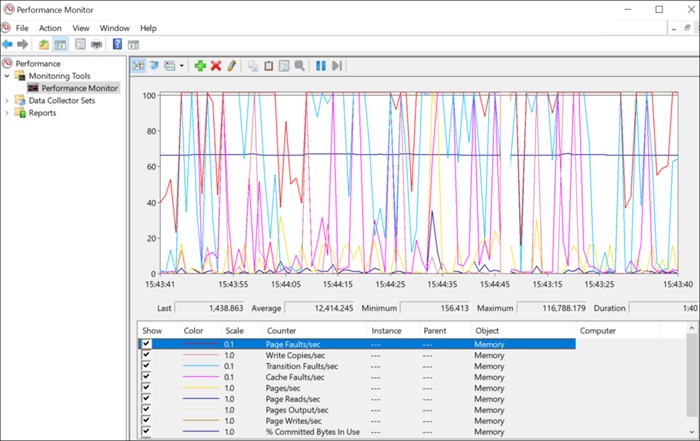 Performance Monitor
File Action View Window Help
Performance
Monitoring Tools
Performance Monitor
Data Collector Sets
Reports
100
80
60
40
20
0
15:43:41 15:43:55 15:44:05 15:44:15 15:44:25 15:44:35 15:44:46 15:43:15 15:43:25 15:43:40
Last 1,438.863 Average 12,414.245 Minimum 156.413 Maximum 116,788.179 Duration 1:40
Show Color Scale Counter Instance Parent Object Computer
0.1 Page Faults/sec --- --- Memory
1.0 Write Copies/sec --- --- Memory
0.1 Transition Faults/sec --- --- Memory
0.1 Cache Faults/sec --- --- Memory
1.0 Pages/sec --- --- Memory
1.0 Page Reads/sec --- --- Memory
1.0 Pages Output/sec --- --- Memory
1.0 Page Writes/sec --- --- Memory
1.0 % Committed Bytes In Use --- --- Memory